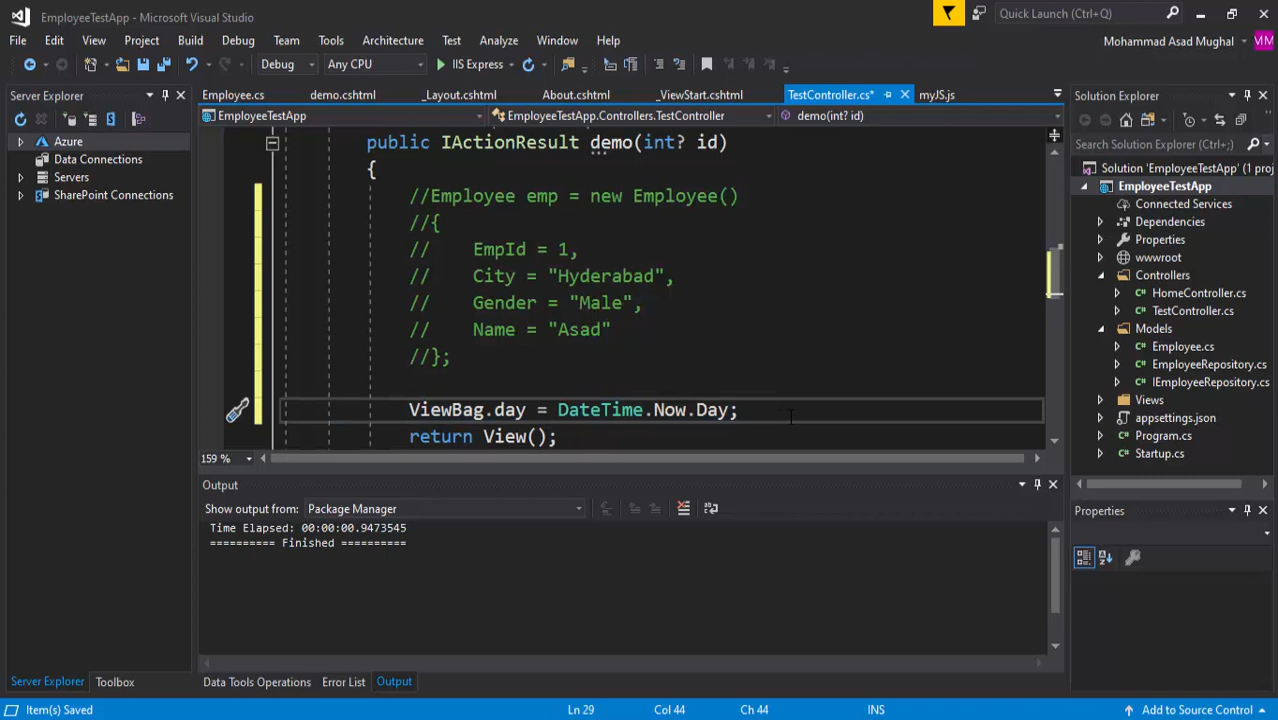 EmployeeTestApp - Microsoft Visual Studio
Quick Launch (Ctrl+Q)
File Edit View Project Build Debug Team Tools Architecture Test Analyze Window Help
Mohammad Asad Mughal
MM
Debug Any CPU IIS Express
Server Explorer
Employee.cs demo.cshtml _Layout.cshtml About.cshtml _ViewStart.cshtml TestController.cs* myJS.js
Solution Explorer
EmployeeTestApp EmployeeTestApp.Controllers.TestController demo(int? id)
Azure
Data Connections
Servers
SharePoint Connections
public IActionResult demo(int? id)
{
//Employee emp = new Employee()
//{
// EmpId = 1,
// City = "Hyderabad",
// Gender = "Male",
// Name = "Asad"
//};
ViewBag.day = DateTime.Now.Day;
return View();
159 %
Search Solution Explorer (Ctrl+;)
Solution 'EmployeeTestApp' (1 proj
EmployeeTestApp
Connected Services
Dependencies
Properties
wwwroot
Controllers
C# HomeController.cs
C# TestController.cs
Models
C# Employee.cs
C# EmployeeRepository.cs
C# IEmployeeRepository.cs
Views
appsettings.json
C# Program.cs
C# Startup.cs
Output
Show output from: Package Manager
Time Elapsed: 00:00:00.9473545
========== Finished ==========
Properties
Server Explorer Toolbox
Data Tools Operations Error List Output
Item(s) Saved Ln 29 Col 44 Ch 44 INS Add to Source Control